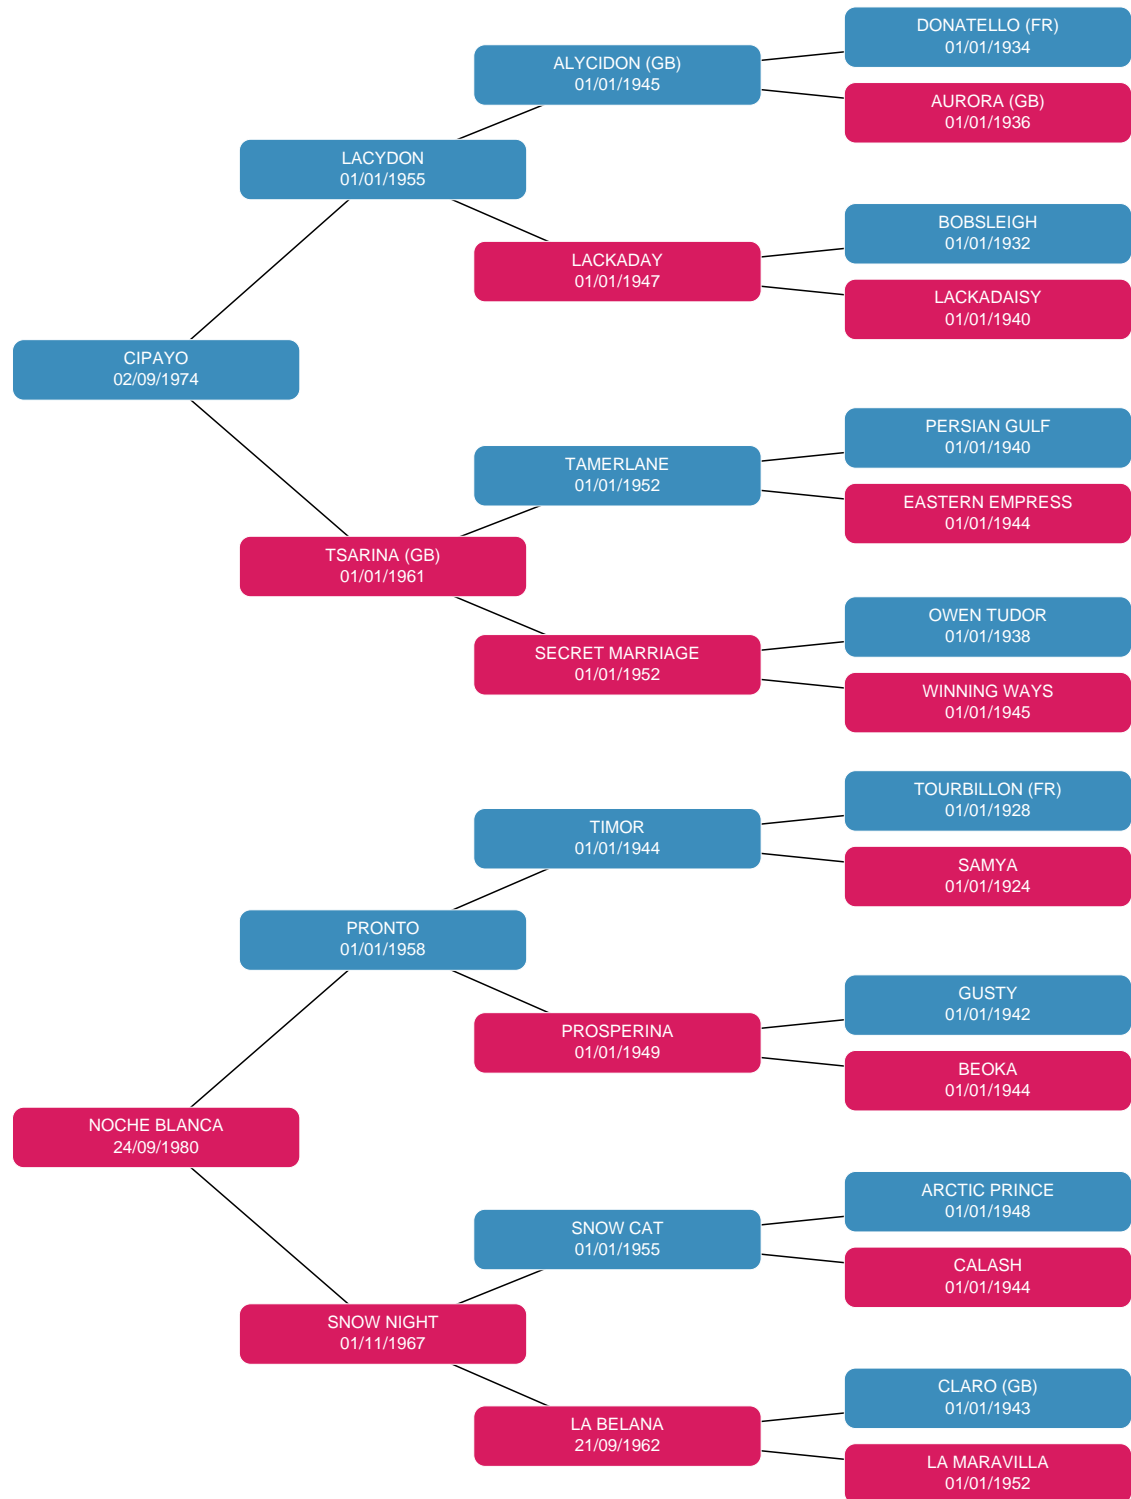 DONATELLO (FR)
01/01/1934
ALYCIDON (GB)
01/01/1945
AURORA (GB)
01/01/1936
LACYDON
01/01/1955
BOBSLEIGH
01/01/1932
LACKADAY
01/01/1947
LACKADAISY
01/01/1940
CIPAYO
02/09/1974
PERSIAN GULF
01/01/1940
TAMERLANE
01/01/1952
EASTERN EMPRESS
01/01/1944
TSARINA (GB)
01/01/1961
OWEN TUDOR
01/01/1938
SECRET MARRIAGE
01/01/1952
WINNING WAYS
01/01/1945
TOURBILLON (FR)
01/01/1928
TIMOR
01/01/1944
SAMYA
01/01/1924
PRONTO
01/01/1958
GUSTY
01/01/1942
PROSPERINA
01/01/1949
BEOKA
01/01/1944
NOCHE BLANCA
24/09/1980
ARCTIC PRINCE
01/01/1948
SNOW CAT
01/01/1955
CALASH
01/01/1944
SNOW NIGHT
01/11/1967
CLARO (GB)
01/01/1943
LA BELANA
21/09/1962
LA MARAVILLA
01/01/1952